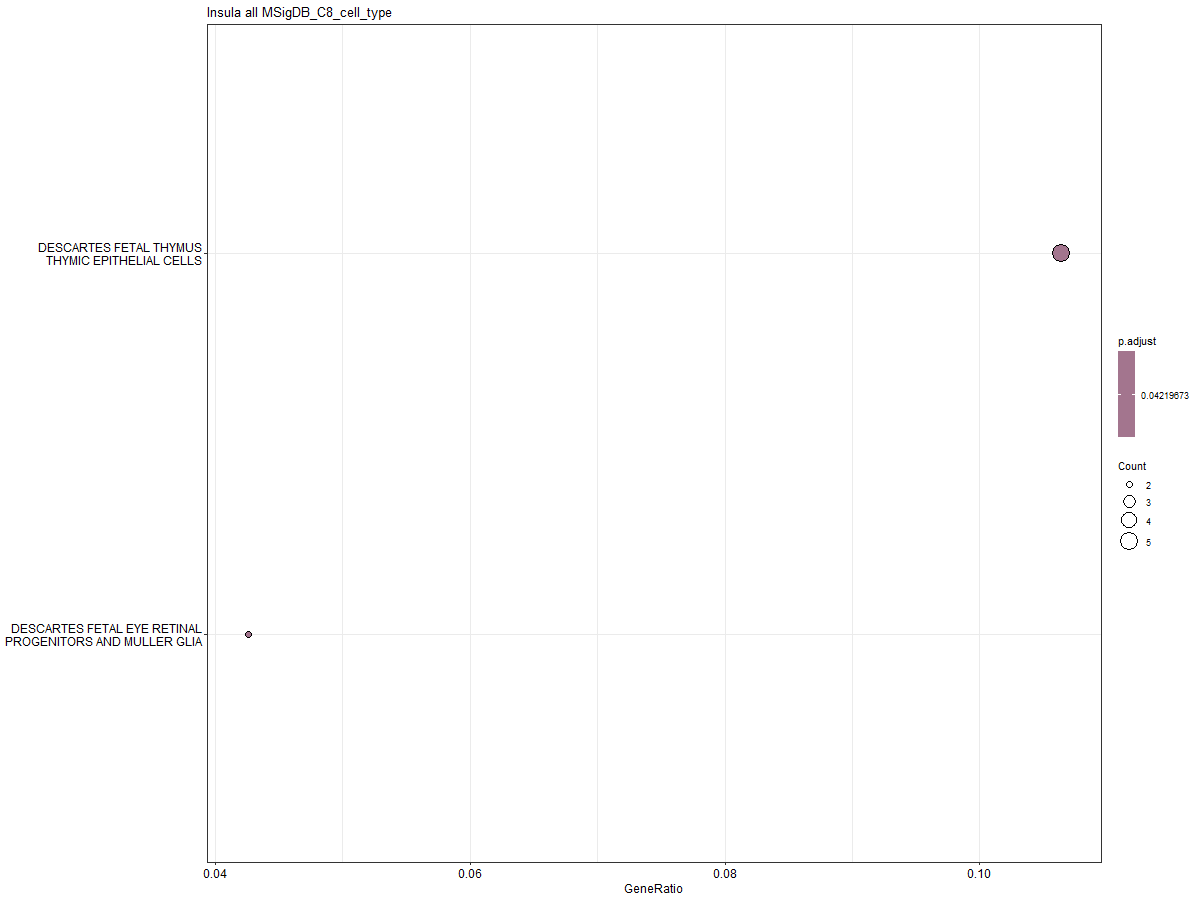 Insula all MSigDB_C8_cell_type
DESCARTES FETAL THYMUS
THYMIC EPITHELIAL CELLS
DESCARTES FETAL EYE RETINAL
PROGENITORS AND MULLER GLIA
0.04
0.06
0.08
0.10
GeneRatio
p.adjust
0.04219673
Count
2
3
4
5